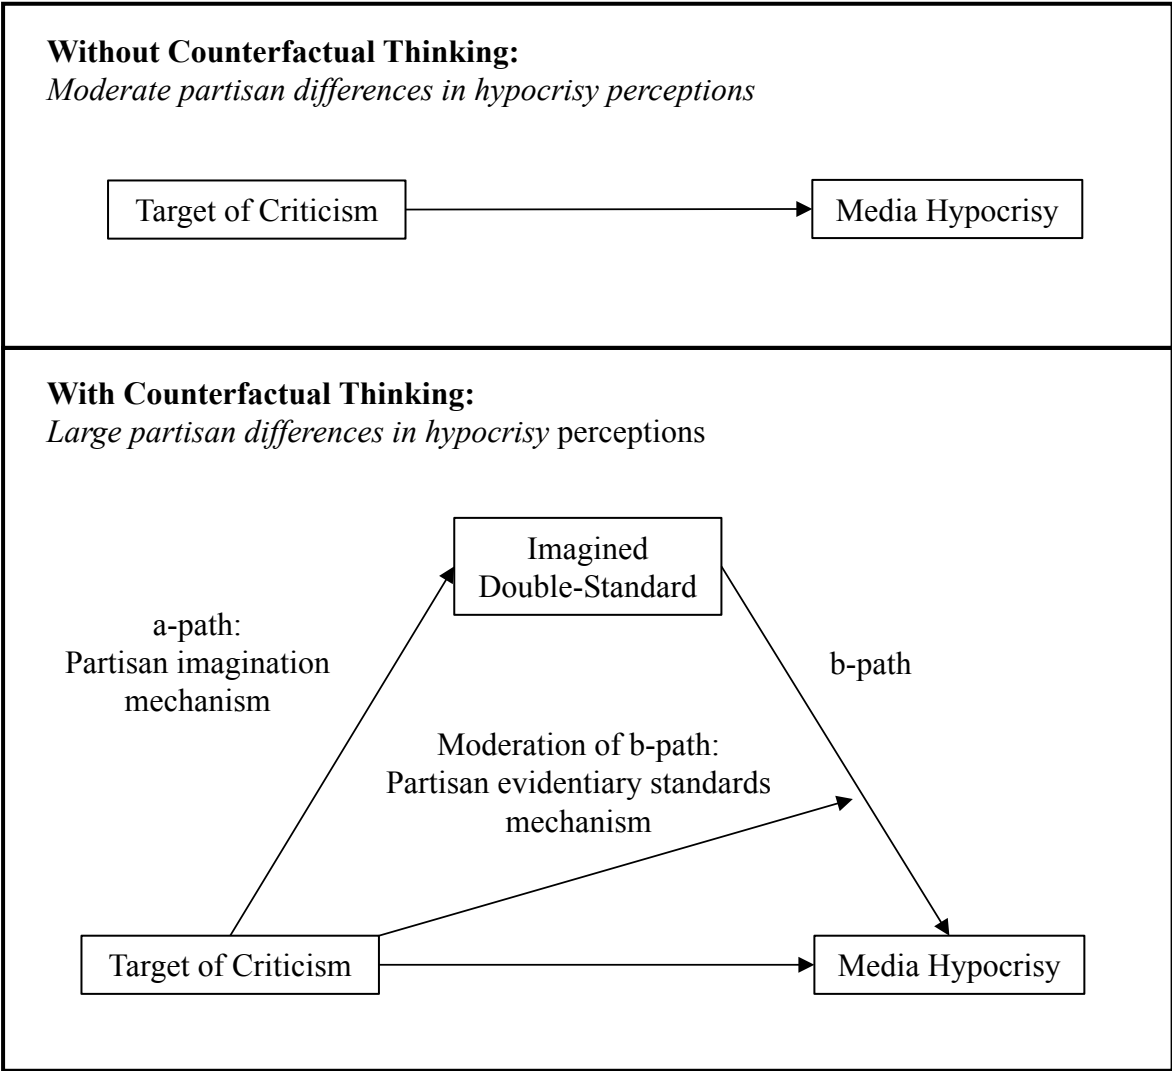 Without Counterfactual Thinking:
Moderate partisan differences in hypocrisy perceptions
Target of Criticism
Media Hypocrisy
With Counterfactual Thinking:
Large partisan differences in hypocrisy perceptions
Imagined
Double-Standard
a-path:
Partisan imagination
mechanism
b-path
Moderation of b-path:
Partisan evidentiary standards
mechanism
Target of Criticism
Media Hypocrisy